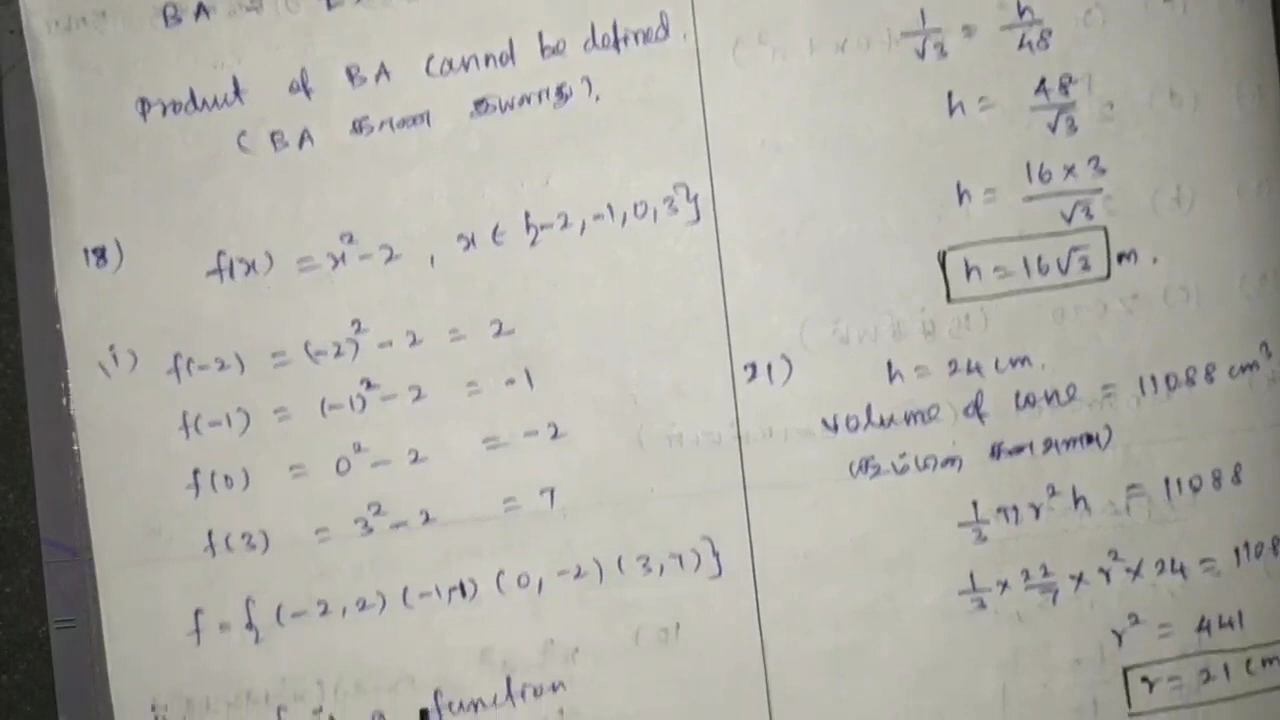 BA
product of BA cannod be defined.
( BA
18) f(x) = x² - 2 , x ∈ {-2, -1, 0, 3}
(i) f(-2) = (-2)² - 2 = 2
f(-1) = (-1)² - 2 = -1
f(0) = 0² - 2 = -2
f(3) = 3² - 2 = 7
f = { (-2, 2) (-1,-1) (0, -2) (3, 7)}
function
1/√3 = h/48
h = 48/√3
h = 16 × 3/√3
h = 16√3 m.
21) h = 24 cm.
volume of cone = 11088 cm³
1/3 πr² h = 11088
1/3 × 22/7 × r² × 24 = 1108
r² = 441
r = 21 cm